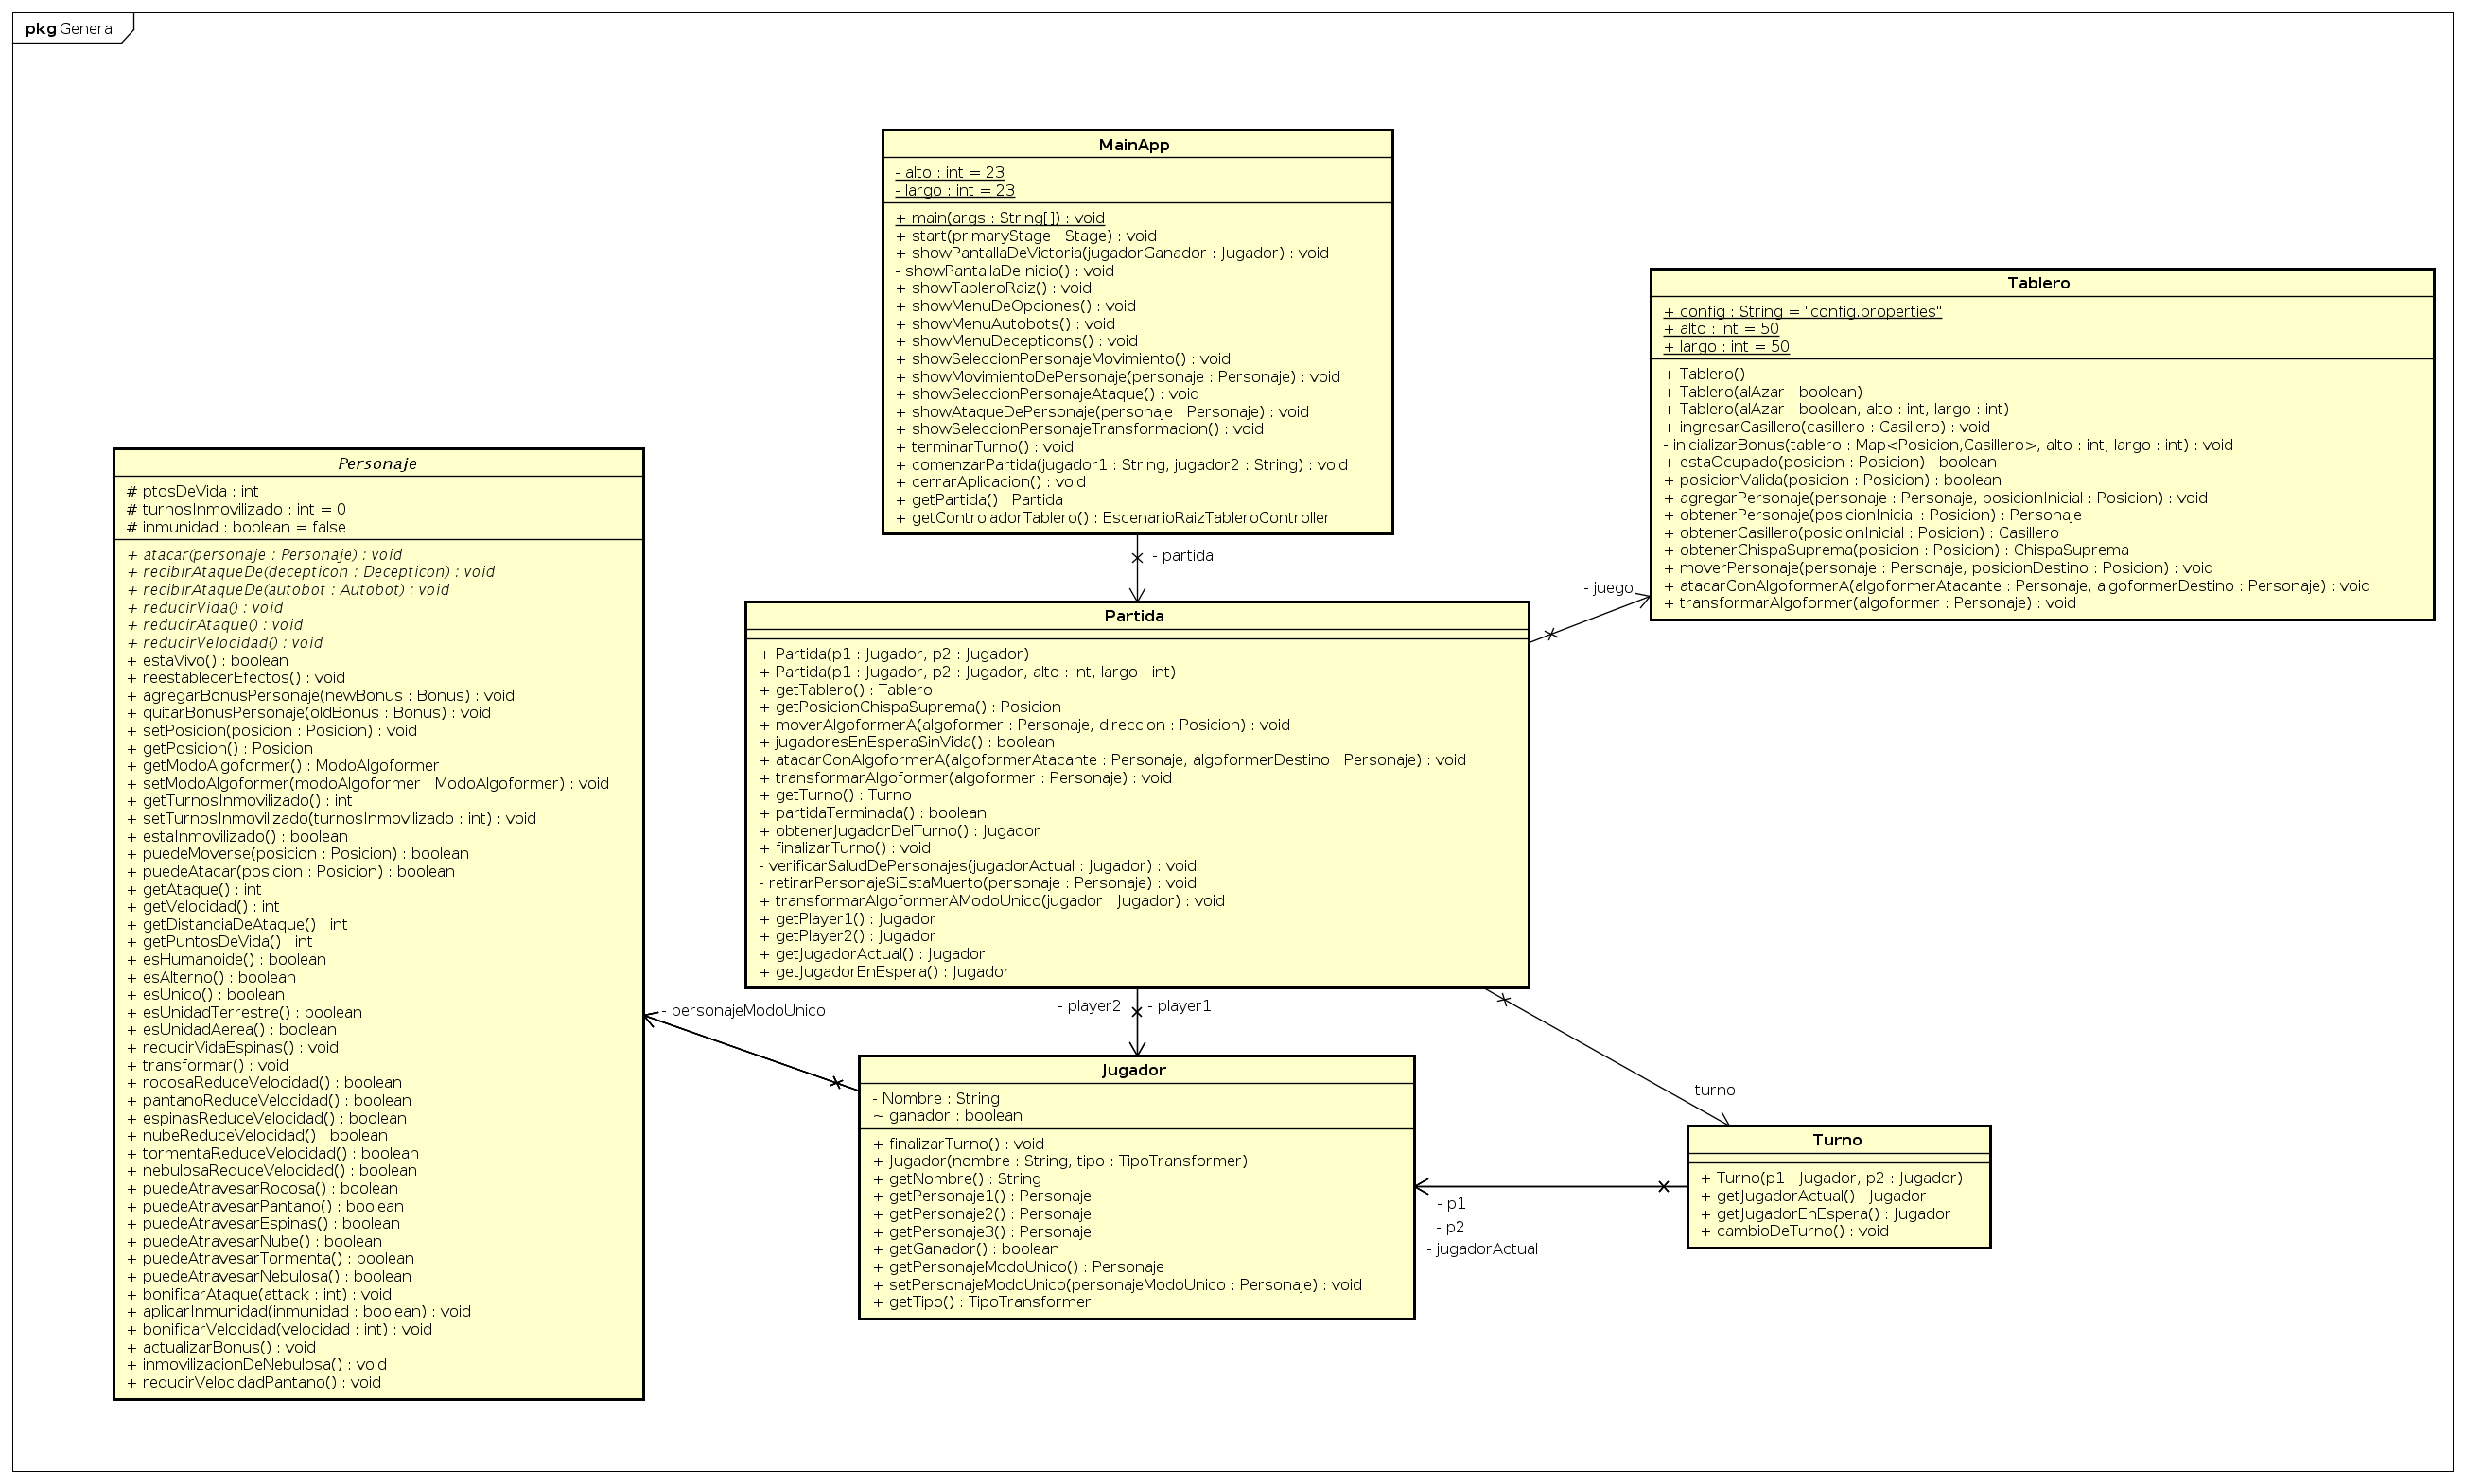 pkg General
MainApp
- alto : int = 23
- largo : int = 23
+ main(args : String[]) : void
+ start(primaryStage : Stage) : void
+ showPantallaDeVictoria(jugadorGanador : Jugador) : void
- showPantallaDeInicio() : void
+ showTableroRaiz() : void
+ showMenuDeOpciones() : void
+ showMenuAutobots() : void
+ showMenuDecepticons() : void
+ showSeleccionPersonajeMovimiento() : void
+ showMovimientoDePersonaje(personaje : Personaje) : void
+ showSeleccionPersonajeAtaque() : void
+ showAtaqueDePersonaje(personaje : Personaje) : void
+ showSeleccionPersonajeTransformacion() : void
+ terminarTurno() : void
+ comenzarPartida(jugador1 : String, jugador2 : String) : void
+ cerrarAplicacion() : void
+ getPartida() : Partida
+ getControladorTablero() : EscenarioRaizTableroController
- partida
Tablero
+ config : String = "config.properties"
+ alto : int = 50
+ largo : int = 50
+ Tablero()
+ Tablero(alAzar : boolean)
+ Tablero(alAzar : boolean, alto : int, largo : int)
+ ingresarCasillero(casillero : Casillero) : void
- inicializarBonus(tablero : Map<Posicion,Casillero>, alto : int, largo : int) : void
+ estaOcupado(posicion : Posicion) : boolean
+ posicionValida(posicion : Posicion) : boolean
+ agregarPersonaje(personaje : Personaje, posicionInicial : Posicion) : void
+ obtenerPersonaje(posicionInicial : Posicion) : Personaje
+ obtenerCasillero(posicionInicial : Posicion) : Casillero
+ obtenerChispaSuprema(posicion : Posicion) : ChispaSuprema
+ moverPersonaje(personaje : Personaje, posicionDestino : Posicion) : void
+ atacarConAlgoformerA(algoformerAtacante : Personaje, algoformerDestino : Personaje) : void
+ transformarAlgoformer(algoformer : Personaje) : void
- juego
Personaje
# ptosDeVida : int
# turnosInmovilizado : int = 0
# inmunidad : boolean = false
+ atacar(personaje : Personaje) : void
+ recibirAtaqueDe(decepticon : Decepticon) : void
+ recibirAtaqueDe(autobot : Autobot) : void
+ reducirVida() : void
+ reducirAtaque() : void
+ reducirVelocidad() : void
+ estaVivo() : boolean
+ reestablecerEfectos() : void
+ agregarBonusPersonaje(newBonus : Bonus) : void
+ quitarBonusPersonaje(oldBonus : Bonus) : void
+ setPosicion(posicion : Posicion) : void
+ getPosicion() : Posicion
+ getModoAlgoformer() : ModoAlgoformer
+ setModoAlgoformer(modoAlgoformer : ModoAlgoformer) : void
+ getTurnosInmovilizado() : int
+ setTurnosInmovilizado(turnosInmovilizado : int) : void
+ estaInmovilizado() : boolean
+ puedeMoverse(posicion : Posicion) : boolean
+ puedeAtacar(posicion : Posicion) : boolean
+ getAtaque() : int
+ getVelocidad() : int
+ getDistanciaDeAtaque() : int
+ getPuntosDeVida() : int
+ esHumanoide() : boolean
+ esAlterno() : boolean
+ esUnico() : boolean
+ esUnidadTerrestre() : boolean
+ esUnidadAerea() : boolean
+ reducirVidaEspinas() : void
+ transformar() : void
+ rocosaReduceVelocidad() : boolean
+ pantanoReduceVelocidad() : boolean
+ espinasReduceVelocidad() : boolean
+ nubeReduceVelocidad() : boolean
+ tormentaReduceVelocidad() : boolean
+ nebulosaReduceVelocidad() : boolean
+ puedeAtravesarRocosa() : boolean
+ puedeAtravesarPantano() : boolean
+ puedeAtravesarEspinas() : boolean
+ puedeAtravesarNube() : boolean
+ puedeAtravesarTormenta() : boolean
+ puedeAtravesarNebulosa() : boolean
+ bonificarAtaque(attack : int) : void
+ aplicarInmunidad(inmunidad : boolean) : void
+ bonificarVelocidad(velocidad : int) : void
+ actualizarBonus() : void
+ inmovilizacionDeNebulosa() : void
+ reducirVelocidadPantano() : void
- personajeModoUnico
Partida
+ Partida(p1 : Jugador, p2 : Jugador)
+ Partida(p1 : Jugador, p2 : Jugador, alto : int, largo : int)
+ getTablero() : Tablero
+ getPosicionChispaSuprema() : Posicion
+ moverAlgoformerA(algoformer : Personaje, direccion : Posicion) : void
+ jugadoresEnEsperaSinVida() : boolean
+ atacarConAlgoformerA(algoformerAtacante : Personaje, algoformerDestino : Personaje) : void
+ transformarAlgoformer(algoformer : Personaje) : void
+ getTurno() : Turno
+ partidaTerminada() : boolean
+ obtenerJugadorDelTurno() : Jugador
+ finalizarTurno() : void
- verificarSaludDePersonajes(jugadorActual : Jugador) : void
- retirarPersonajeSiEstaMuerto(personaje : Personaje) : void
+ transformarAlgoformerAModoUnico(jugador : Jugador) : void
+ getPlayer1() : Jugador
+ getPlayer2() : Jugador
+ getJugadorActual() : Jugador
+ getJugadorEnEspera() : Jugador
- player2 - player1
- turno
Jugador
- Nombre : String
~ ganador : boolean
+ finalizarTurno() : void
+ Jugador(nombre : String, tipo : TipoTransformer)
+ getNombre() : String
+ getPersonaje1() : Personaje
+ getPersonaje2() : Personaje
+ getPersonaje3() : Personaje
+ getGanador() : boolean
+ getPersonajeModoUnico() : Personaje
+ setPersonajeModoUnico(personajeModoUnico : Personaje) : void
+ getTipo() : TipoTransformer
- p1
- p2
- jugadorActual
Turno
+ Turno(p1 : Jugador, p2 : Jugador)
+ getJugadorActual() : Jugador
+ getJugadorEnEspera() : Jugador
+ cambioDeTurno() : void